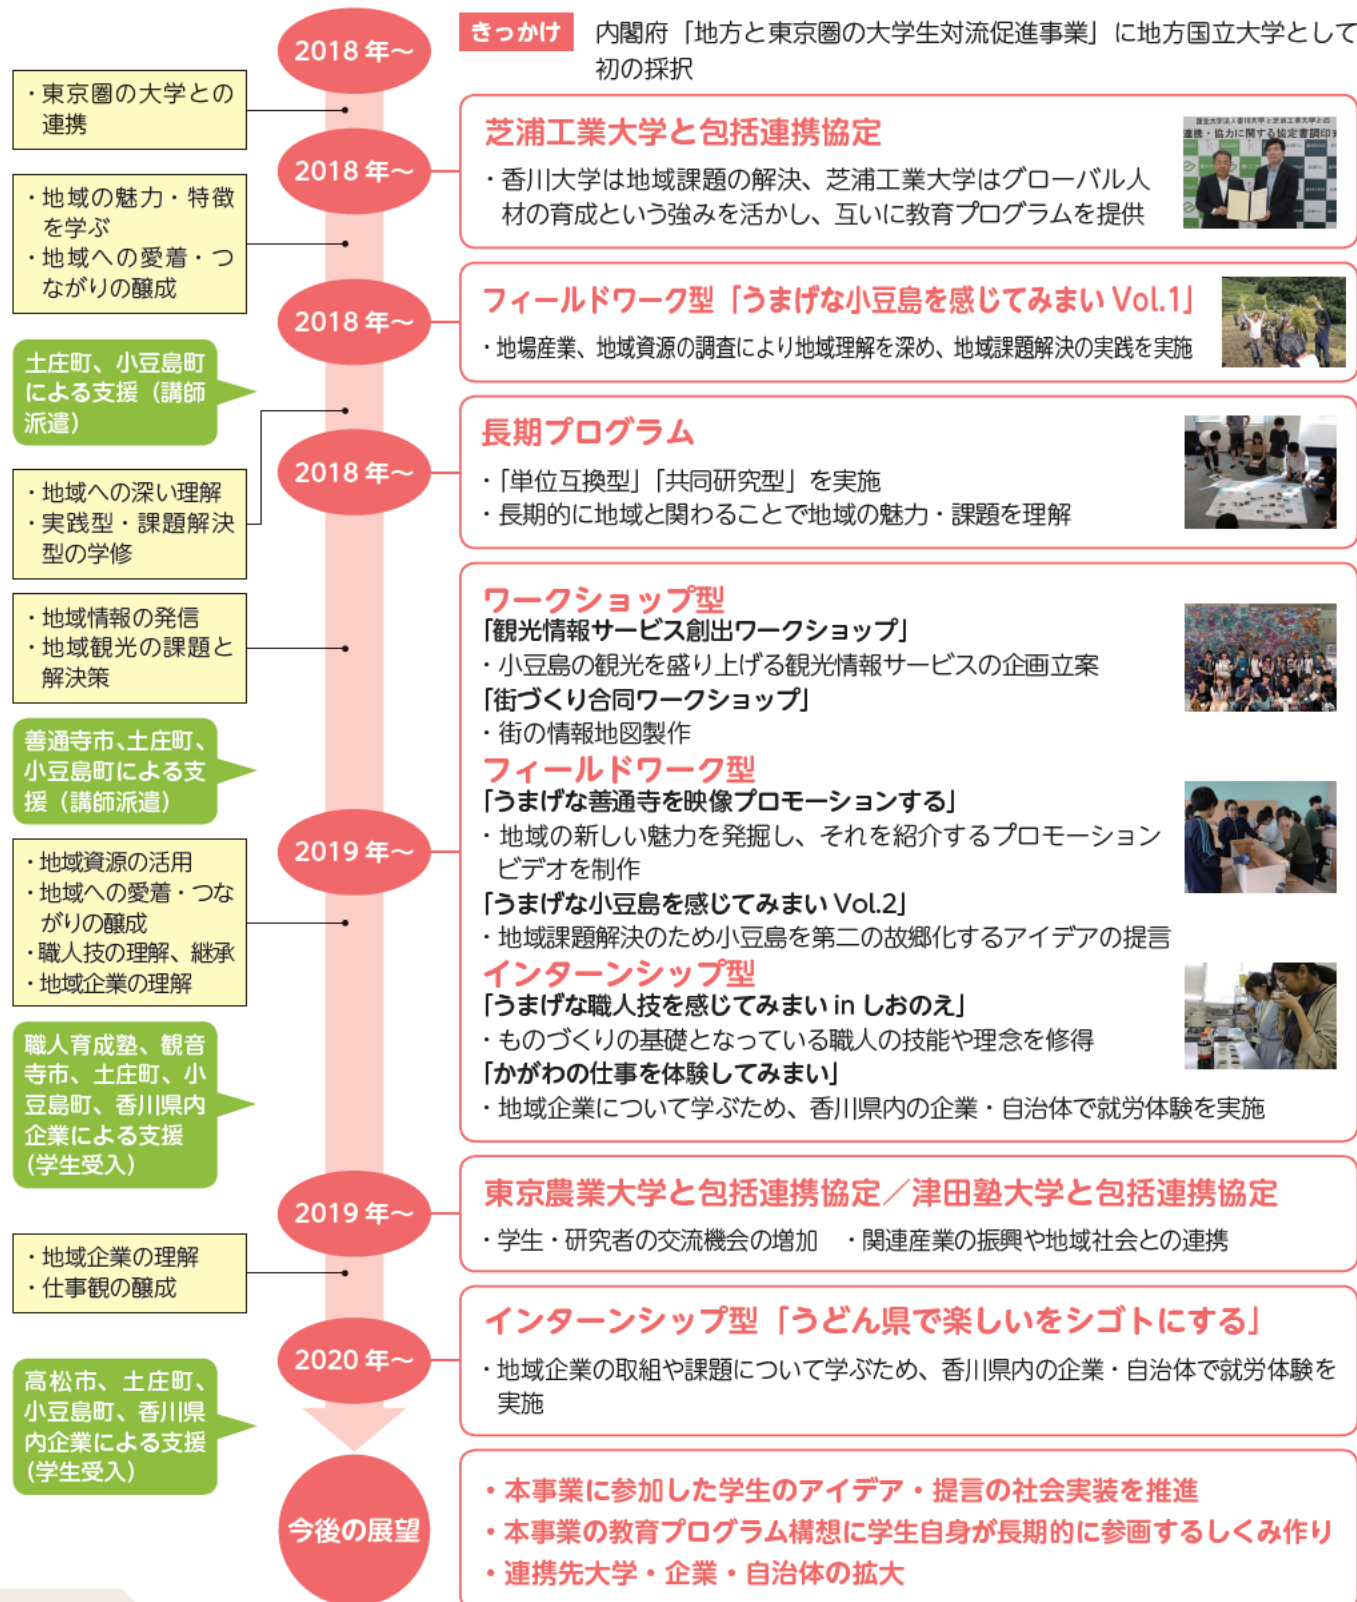 2018年～
きっかけ 内閣府「地方と東京圏の大学生対流促進事業」に地方国立大学として
初の採択
・東京圏の大学との
連携
2018年～
芝浦工業大学と包括連携協定
・香川大学は地域課題の解決、芝浦工業大学はグローバル人
材の育成という強みを活かし、互いに教育プログラムを提供
国立大学法人香川大学と芝浦工業大学との
連携・協力に関する協定書調印式
・地域の魅力・特徴
を学ぶ
・地域への愛着・つ
ながりの醸成
2018年～
フィールドワーク型「うまげな小豆島を感じてみまい Vol.1」
・地場産業、地域資源の調査により地域理解を深め、地域課題解決の実践を実施
土庄町、小豆島町
による支援（講師
派遣）
2018年～
長期プログラム
・「単位互換型」「共同研究型」を実施
・長期的に地域と関わることで地域の魅力・課題を理解
・地域への深い理解
・実践型・課題解決
型の学修
・地域情報の発信
・地域観光の課題と
解決策
善通寺市、土庄町、
小豆島町による支
援（講師派遣）
2019年～
ワークショップ型
「観光情報サービス創出ワークショップ」
・小豆島の観光を盛り上げる観光情報サービスの企画立案
「街づくり合同ワークショップ」
・街の情報地図製作
フィールドワーク型
「うまげな善通寺を映像プロモーションする」
・地域の新しい魅力を発掘し、それを紹介するプロモーション
ビデオを制作
「うまげな小豆島を感じてみまい Vol.2」
・地域課題解決のため小豆島を第二の故郷化するアイデアの提言
インターンシップ型
「うまげな職人技を感じてみまい in しおのえ」
・ものづくりの基礎となっている職人の技能や理念を修得
「かがわの仕事を体験してみまい」
・地域企業について学ぶため、香川県内の企業・自治体で就労体験を実施
・地域資源の活用
・地域への愛着・つな
がりの醸成
・職人技の理解、継承
・地域企業の理解
職人育成塾、観音
寺市、土庄町、小
豆島町、香川県内
企業による支援
（学生受入）
2019年～
東京農業大学と包括連携協定／津田塾大学と包括連携協定
・学生・研究者の交流機会の増加 ・関連産業の振興や地域社会との連携
・地域企業の理解
・仕事観の醸成
2020年～
インターンシップ型「うどん県で楽しいをシゴトにする」
・地域企業の取組や課題について学ぶため、香川県内の企業・自治体で就労体験を
実施
高松市、土庄町、
小豆島町、香川県
内企業による支援
（学生受入）
今後の展望
・本事業に参加した学生のアイデア・提言の社会実装を推進
・本事業の教育プログラム構想に学生自身が長期的に参画するしくみ作り
・連携先大学・企業・自治体の拡大